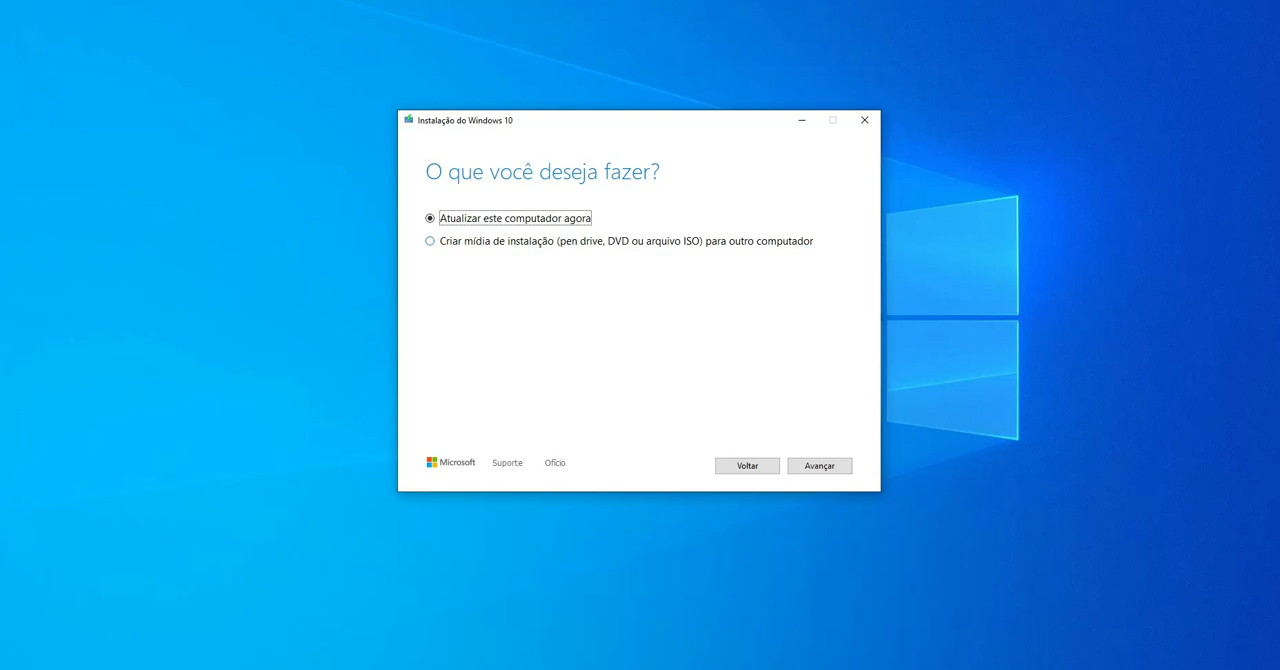 Instalação do Windows 10
O que você deseja fazer?
Atualizar este computador agora
Criar mídia de instalação (pen drive, DVD ou arquivo ISO) para outro computador
Microsoft Suporte Ofício Voltar Avançar